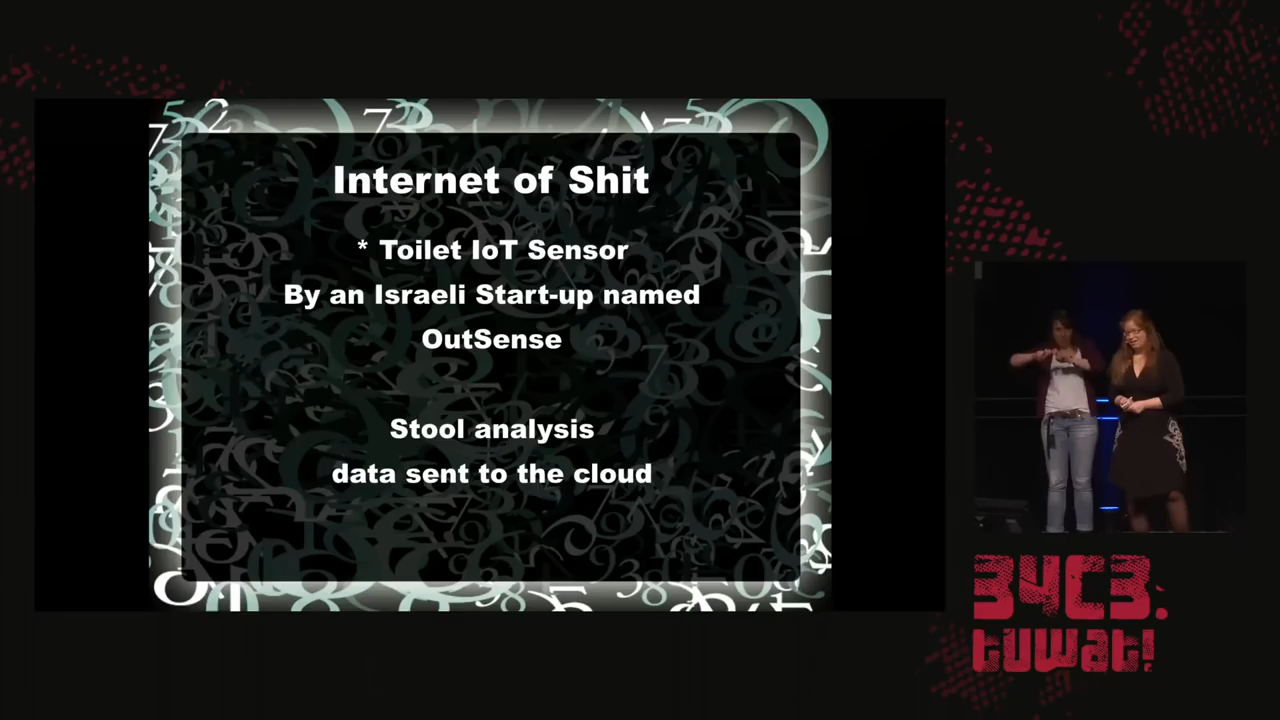 Internet of Shit
* Toilet IoT Sensor
By an Israeli Start-up named
OutSense
Stool analysis
data sent to the cloud
34C3.
tuwat!